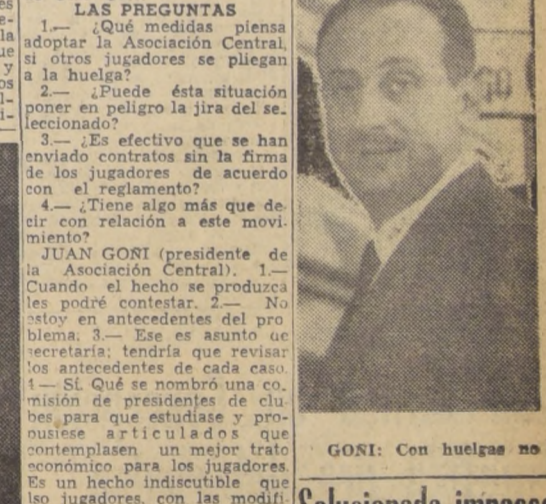 LAS PREGUNTAS
1.— ¿Qué medidas piensa
adoptar la Asociación Central,
si otros jugadores se pliegan
a la huelga?
2.— ¿Puede ésta situación
poner en peligro la jira del se-
leccionado?
3.— ¿Es efectivo que se han
enviado contratos sin la firma
de los jugadores de acuerdo
con el reglamento?
4.— ¿Tiene algo más que de-
cir con relación a este movi-
miento?
JUAN GOÑI (presidente de
la Asociación Central). 1.—
Cuando el hecho se produzca
les podré contestar. 2.— No
estoy en antecedentes del pro
blema. 3.— Ese es asunto de
secretaría; tendría que revisar
los antecedentes de cada caso.
4 — Sí. Qué se nombró una co-
misión de presidentes de clu-
bes para que estudiase y pro-
pusiese articulados que
contemplasen un mejor trato
económico para los jugadores.
Es un hecho indiscutible que
los jugadores, con las modifi-
GOÑI: Con huelgas no
Solucionado impasse